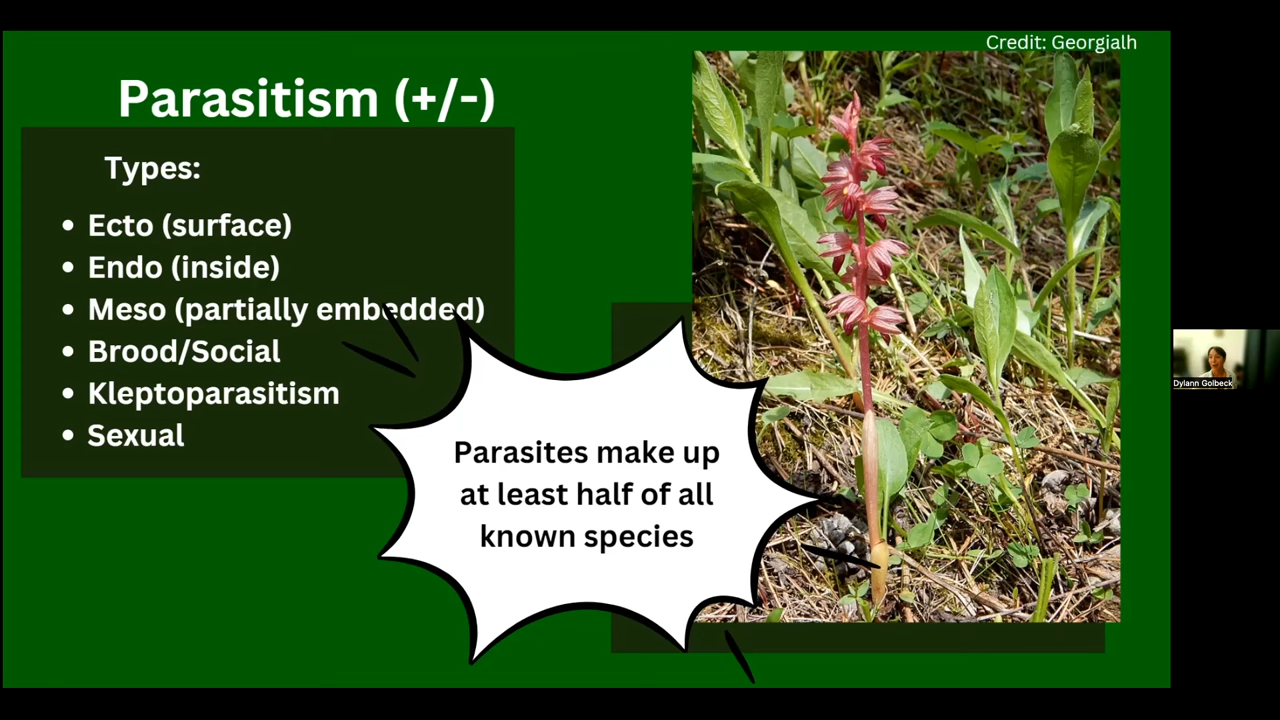 Credit: Georgialh
Parasitism (+/-)
Types:
• Ecto (surface)
• Endo (inside)
• Meso (partially embedded)
• Brood/Social
• Kleptoparasitism
• Sexual
Parasites make up
at least half of all
known species
Dylann Golbeck